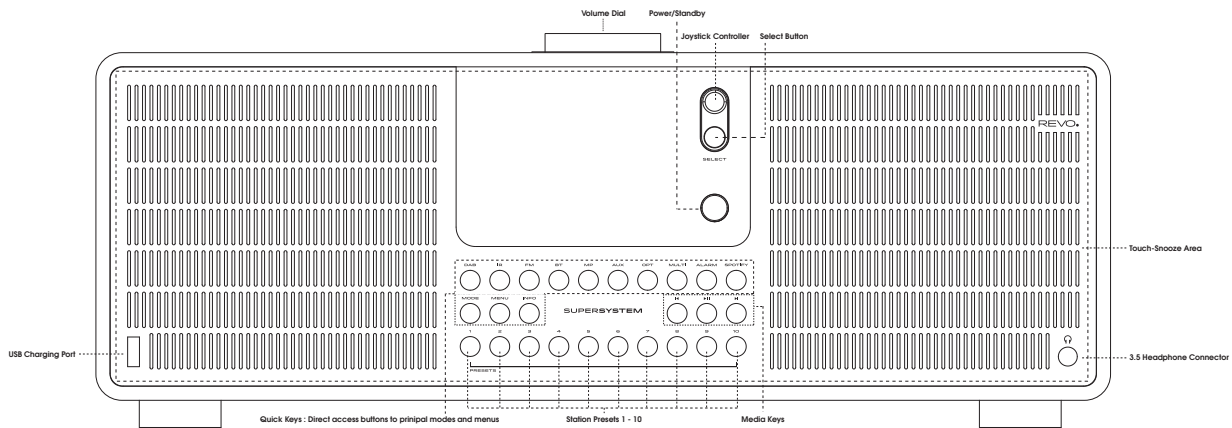 Volume Dial
Power/Standby
Joystick Controller
Select Button
REVO.
SELECT
Touch-Snooze Area
DAB IR FM BT MP AUX OPT MULTI ALARM SPOTIFY
MODE MENU INFO
SUPERSYSTEM
1 2 3 4 5 6 7 8 9 10
USB Charging Port
3.5 Headphone Connector
PRESETS
Quick Keys : Direct access buttons to prinipal modes and menus
Station Presets 1 - 10
Media Keys